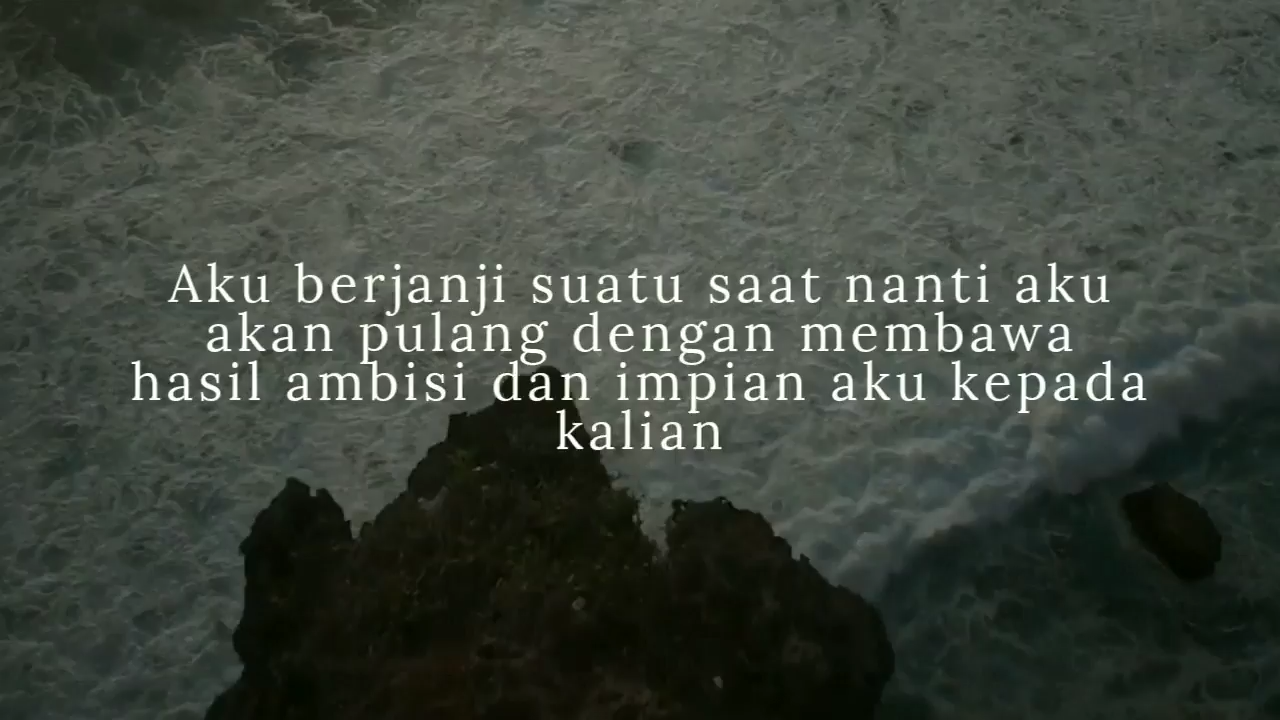 Aku berjanji suatu saat nanti aku
akan pulang dengan membawa
hasil ambisi dan impian aku kepada
kalian